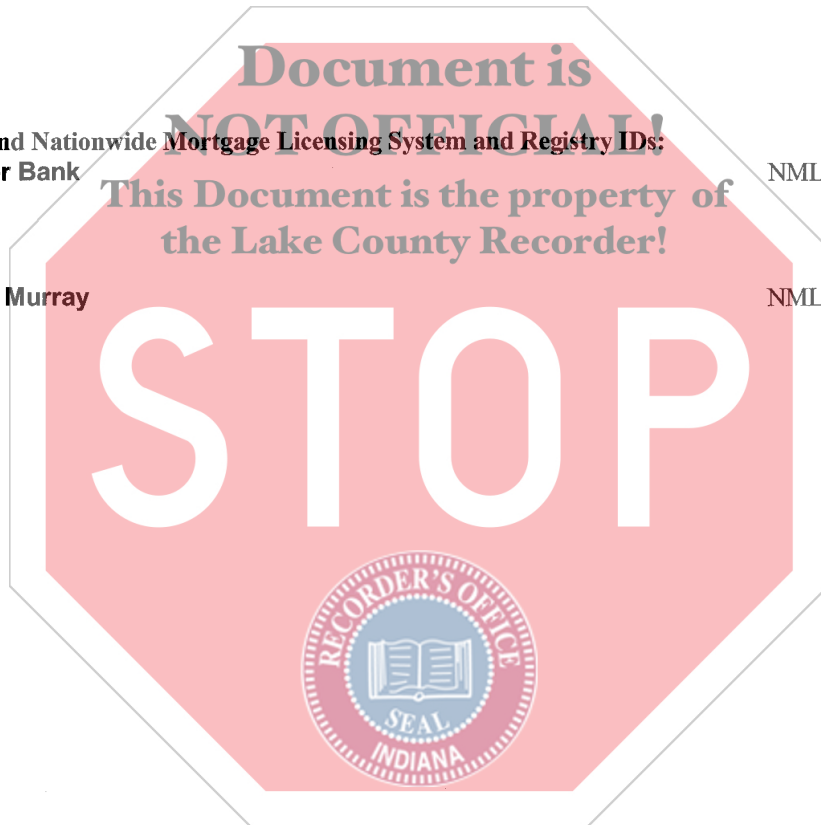 Document is
NOT OFFICIAL!
nd Nationwide Mortgage Licensing System and Registry IDs:
r Bank NML
This Document is the property of
the Lake County Recorder!
Murray NML
STOP
RECORDER'S OFFICE
SEAL
INDIANA